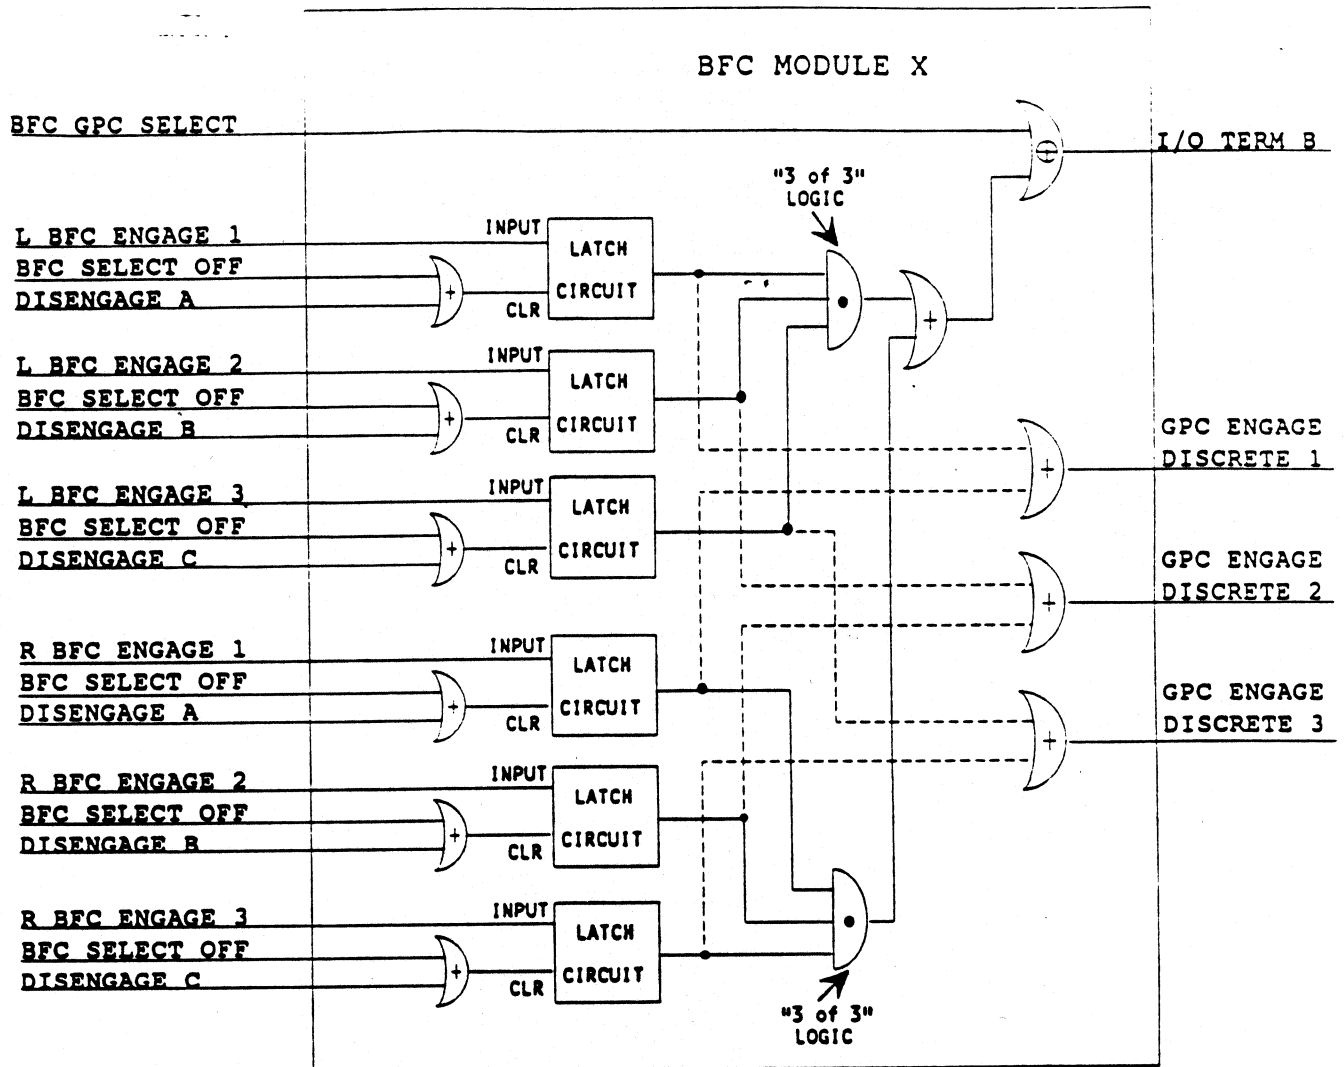 BFC MODULE X
BFC GPC SELECT
I/O TERM B
"3 of 3"
LOGIC
L BFC ENGAGE 1
INPUT
LATCH
BFC SELECT OFF
+
CIRCUIT
DISENGAGE A
CLR
+
L BFC ENGAGE 2
INPUT
LATCH
BFC SELECT OFF
+
CIRCUIT
DISENGAGE B
CLR
GPC ENGAGE
DISCRETE 1
+
L BFC ENGAGE 3
INPUT
LATCH
BFC SELECT OFF
+
CIRCUIT
DISENGAGE C
CLR
GPC ENGAGE
DISCRETE 2
+
R BFC ENGAGE 1
INPUT
LATCH
BFC SELECT OFF
+
CIRCUIT
DISENGAGE A
CLR
GPC ENGAGE
DISCRETE 3
+
R BFC ENGAGE 2
INPUT
LATCH
BFC SELECT OFF
+
CIRCUIT
DISENGAGE B
CLR
R BFC ENGAGE 3
INPUT
LATCH
BFC SELECT OFF
+
CIRCUIT
DISENGAGE C
CLR
"3 of 3"
LOGIC